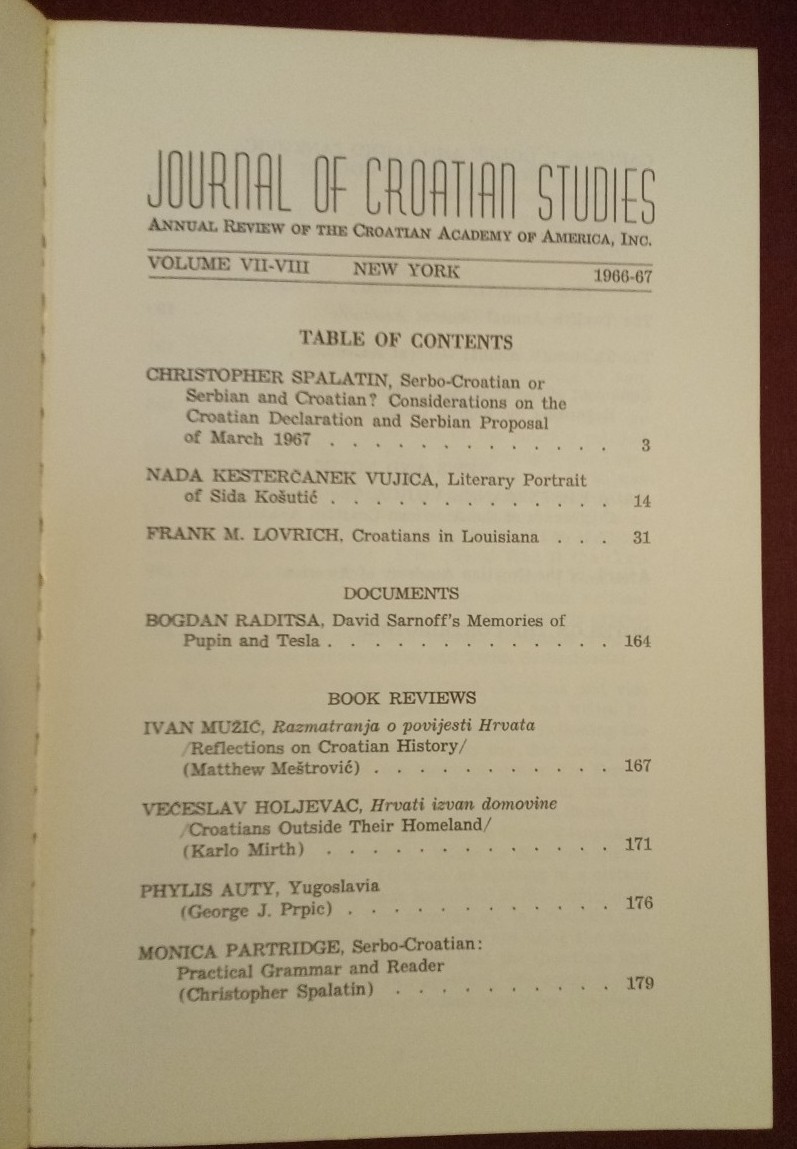 JOURNAL OF CROATIAN STUDIES
ANNUAL REVIEW OF THE CROATIAN ACADEMY OF AMERICA, INC.
VOLUME VII-VIII NEW YORK 1966-67
TABLE OF CONTENTS
CHRISTOPHER SPALATIN, Serbo-Croatian or
Serbian and Croatian? Considerations on the
Croatian Declaration and Serbian Proposal
of March 1967 . . . . . . . . . . . . . 3
NADA KESTERČANEK VUJICA, Literary Portrait
of Sida Košutić . . . . . . . . . . . . . 14
FRANK M. LOVRICH, Croatians in Louisiana . . . 31
DOCUMENTS
BOGDAN RADITSA, David Sarnoff's Memories of
Pupin and Tesla . . . . . . . . . . . . . 164
BOOK REVIEWS
IVAN MUŽIĆ, Razmatranja o povijesti Hrvata
/Reflections on Croatian History/
(Matthew Meštrović) . . . . . . . . . . . 167
VEĆESLAV HOLJEVAC, Hrvati izvan domovine
/Croatians Outside Their Homeland/
(Karlo Mirth) . . . . . . . . . . . . . 171
PHYLIS AUTY, Yugoslavia
(George J. Prpic) . . . . . . . . . . . . 176
MONICA PARTRIDGE, Serbo-Croatian:
Practical Grammar and Reader
(Christopher Spalatin) . . . . . . . . . . 179